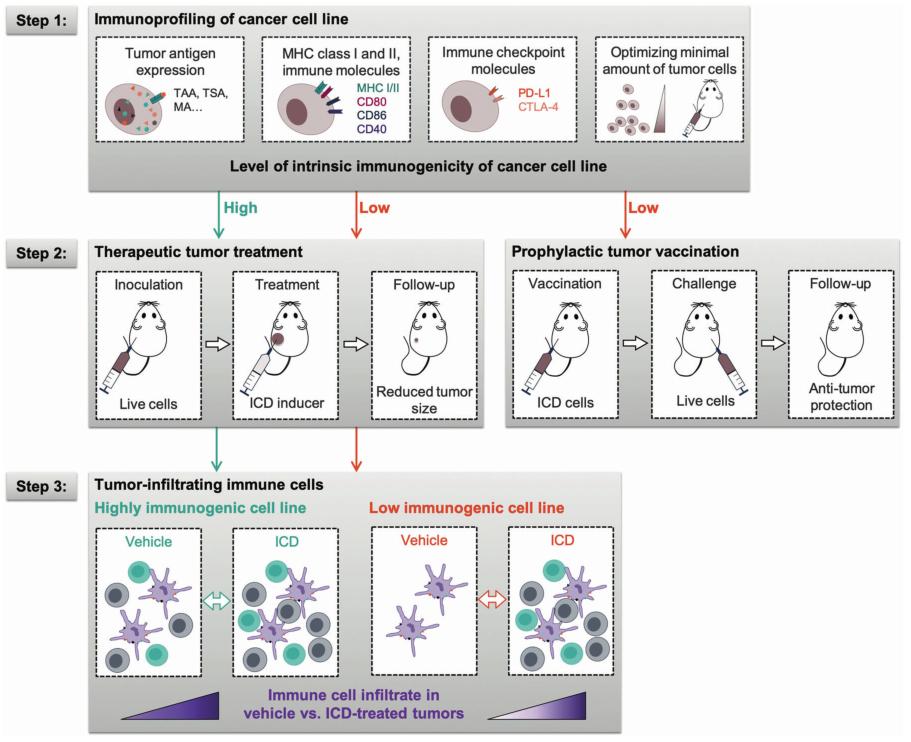 Step 1:
Immunoprofiling of cancer cell line
Tumor antigen
expression
TAA, TSA,
MA...
MHC class I and II,
immune molecules
MHC I/II
CD80
CD86
CD40
Immune checkpoint
molecules
PD-L1
CTLA-4
Optimizing minimal
amount of tumor cells
Level of intrinsic immunogenicity of cancer cell line
High
Low
Low
Step 2:
Therapeutic tumor treatment
Inoculation
Live cells
Treatment
ICD inducer
Follow-up
Reduced tumor
size
Prophylactic tumor vaccination
Vaccination
ICD cells
Challenge
Live cells
Follow-up
Anti-tumor
protection
Step 3:
Tumor-infiltrating immune cells
Highly immunogenic cell line
Low immunogenic cell line
Vehicle
ICD
Vehicle
ICD
Immune cell infiltrate in
vehicle vs. ICD-treated tumors